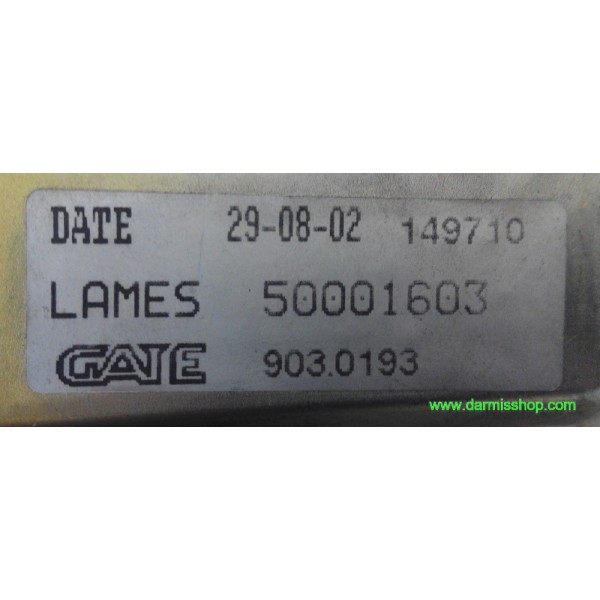 DATE 29-08-02 149710
LAMES 50001603
GATE 903.0193
www.darmisshop.com